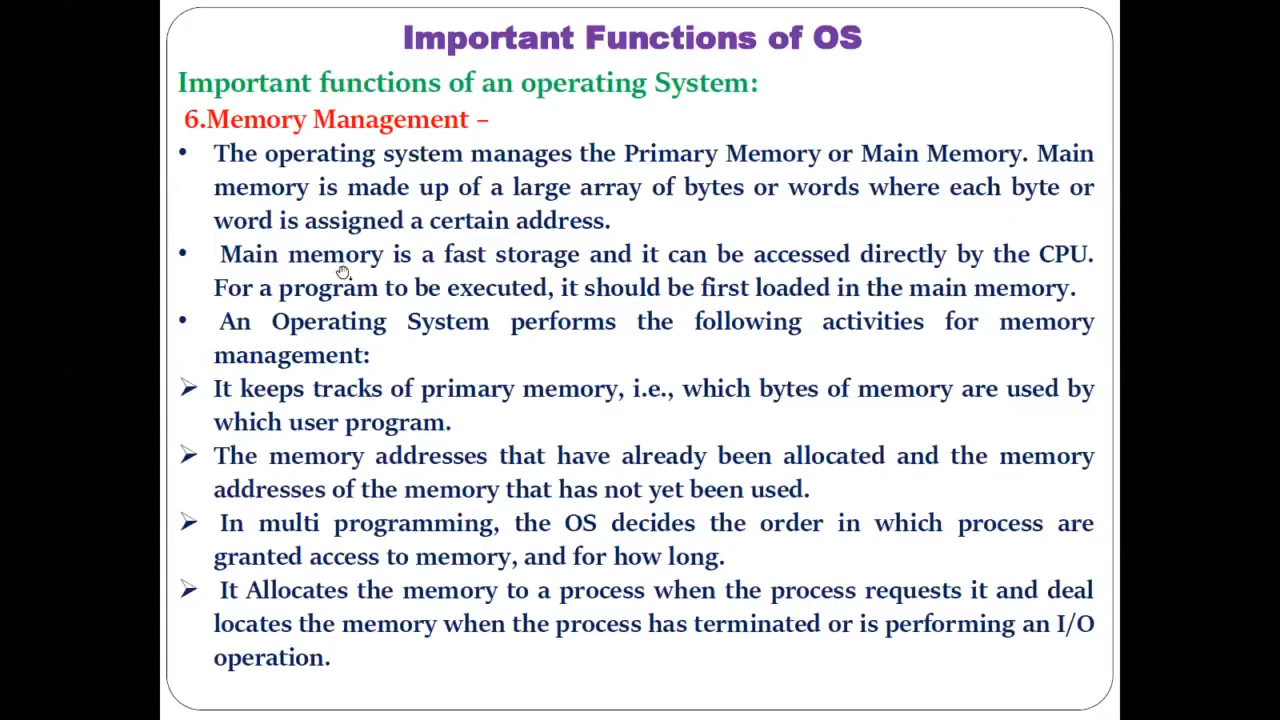 Important Functions of OS
Important functions of an operating System:
6.Memory Management –
• The operating system manages the Primary Memory or Main Memory. Main
memory is made up of a large array of bytes or words where each byte or
word is assigned a certain address.
• Main memory is a fast storage and it can be accessed directly by the CPU.
For a program to be executed, it should be first loaded in the main memory.
• An Operating System performs the following activities for memory
management:
➢ It keeps tracks of primary memory, i.e., which bytes of memory are used by
which user program.
➢ The memory addresses that have already been allocated and the memory
addresses of the memory that has not yet been used.
➢ In multi programming, the OS decides the order in which process are
granted access to memory, and for how long.
➢ It Allocates the memory to a process when the process requests it and deal
locates the memory when the process has terminated or is performing an I/O
operation.